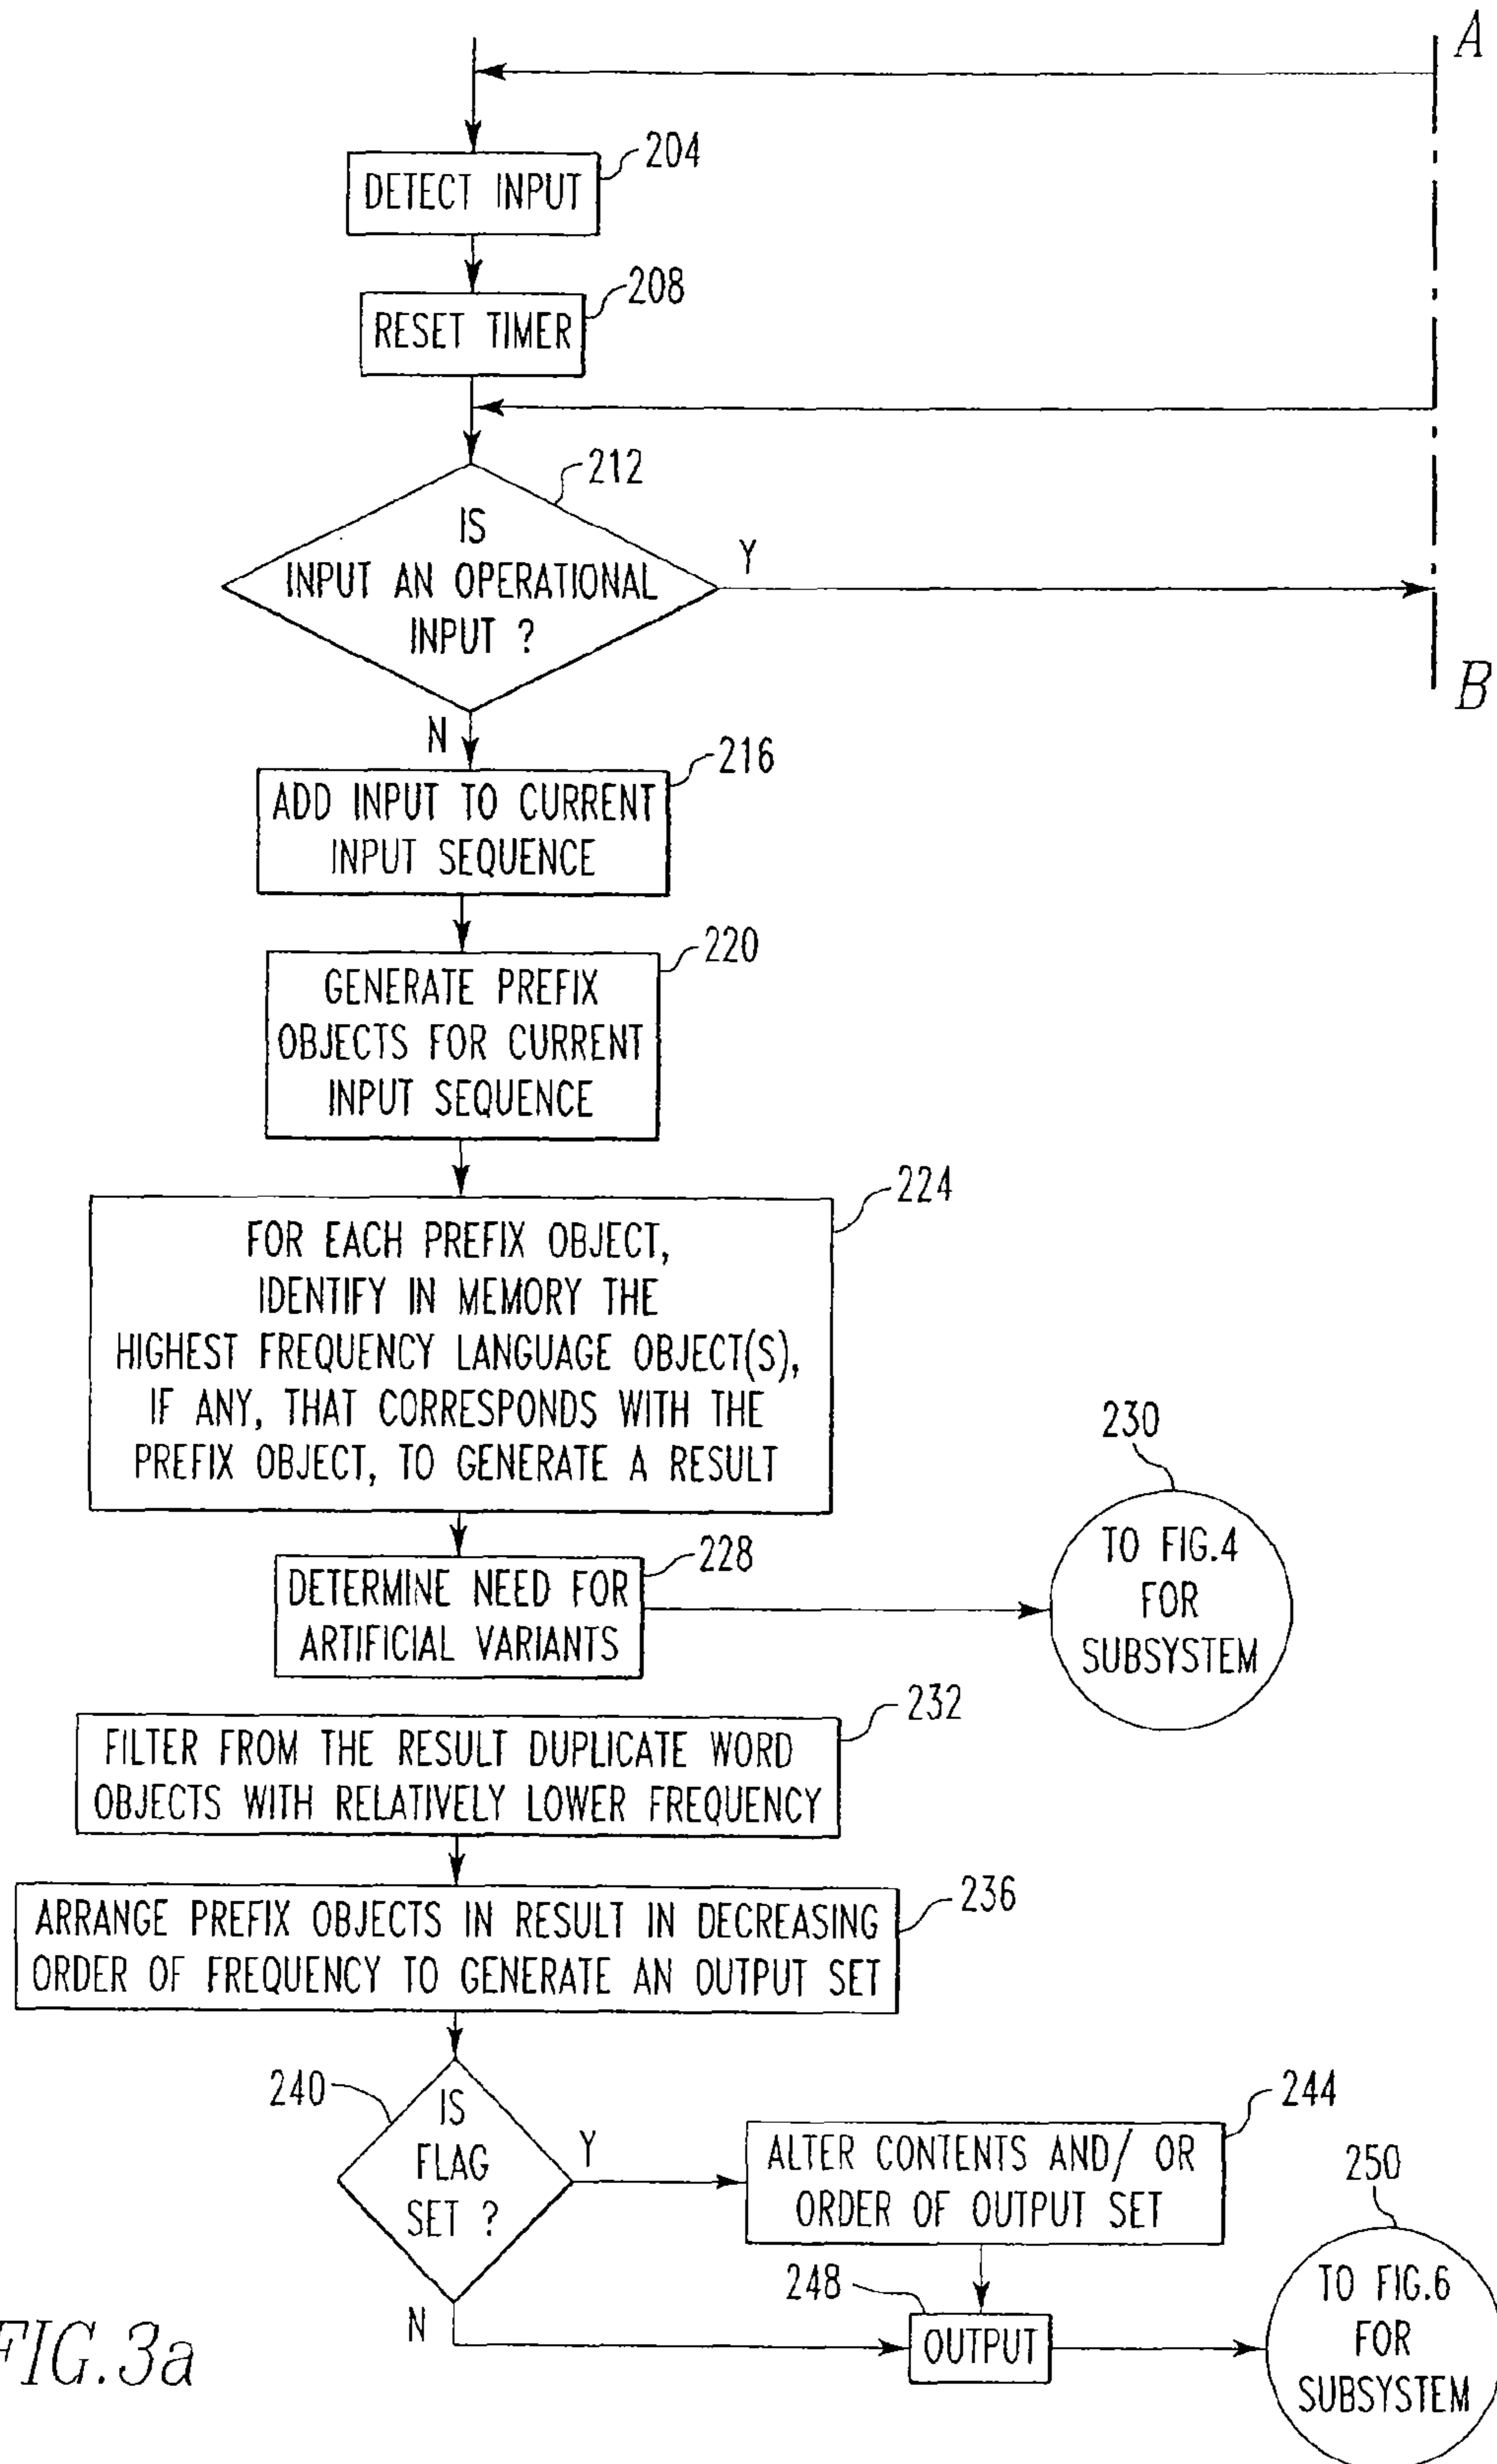 A
204
DETECT INPUT
208
RESET TIMER
212
IS
INPUT AN OPERATIONAL
INPUT ?
Y
B
N
216
ADD INPUT TO CURRENT
INPUT SEQUENCE
220
GENERATE PREFIX
OBJECTS FOR CURRENT
INPUT SEQUENCE
224
FOR EACH PREFIX OBJECT,
IDENTIFY IN MEMORY THE
HIGHEST FREQUENCY LANGUAGE OBJECT(S),
IF ANY, THAT CORRESPONDS WITH THE
PREFIX OBJECT, TO GENERATE A RESULT
230
TO FIG.4
FOR
SUBSYSTEM
228
DETERMINE NEED FOR
ARTIFICIAL VARIANTS
232
FILTER FROM THE RESULT DUPLICATE WORD
OBJECTS WITH RELATIVELY LOWER FREQUENCY
236
ARRANGE PREFIX OBJECTS IN RESULT IN DECREASING
ORDER OF FREQUENCY TO GENERATE AN OUTPUT SET
240
IS
FLAG
SET ?
Y
244
ALTER CONTENTS AND/ OR
ORDER OF OUTPUT SET
250
TO FIG.6
FOR
SUBSYSTEM
248
OUTPUT
N
FIG.3a